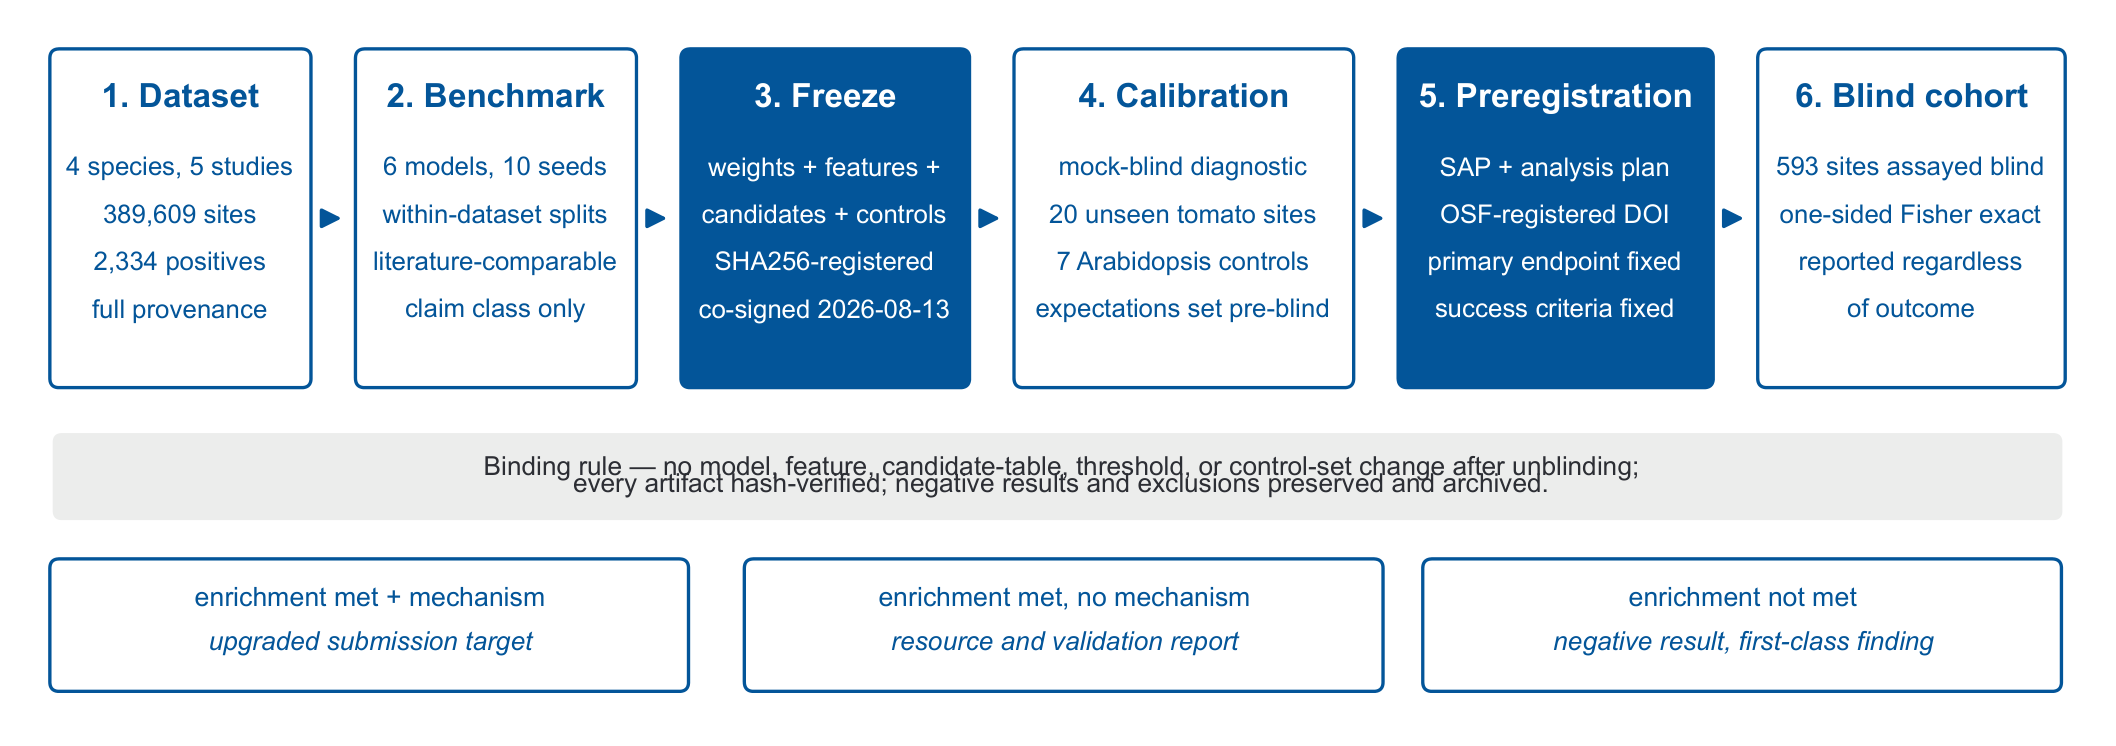 1. Dataset
4 species, 5 studies
389,609 sites
2,334 positives
full provenance
2. Benchmark
6 models, 10 seeds
within-dataset splits
literature-comparable
claim class only
3. Freeze
weights + features +
candidates + controls
SHA256-registered
co-signed 2026-08-13
4. Calibration
mock-blind diagnostic
20 unseen tomato sites
7 Arabidopsis controls
expectations set pre-blind
5. Preregistration
SAP + analysis plan
OSF-registered DOI
primary endpoint fixed
success criteria fixed
6. Blind cohort
593 sites assayed blind
one-sided Fisher exact
reported regardless
of outcome
Binding rule — no model, feature, candidate-table, threshold, or control-set change after unblinding;
every artifact hash-verified; negative results and exclusions preserved and archived.
enrichment met + mechanism
upgraded submission target
enrichment met, no mechanism
resource and validation report
enrichment not met
negative result, first-class finding